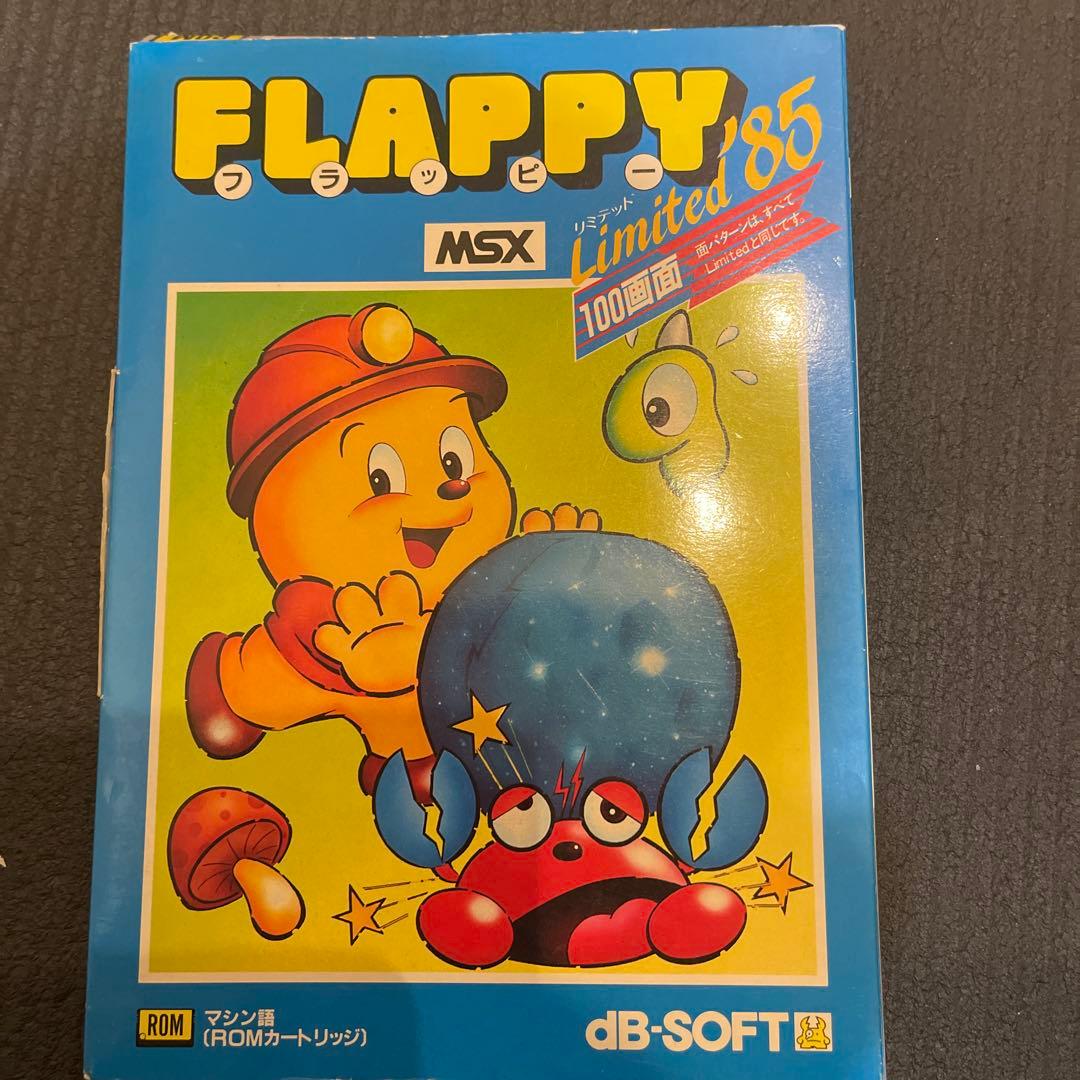 FLAPPY
フラッピー
リミテッド
Limited '85
MSX
100画面
面パターンは、すべて
Limitedと同じです。
ROM
マシン語
(ROMカートリッジ)
dB-SOFT